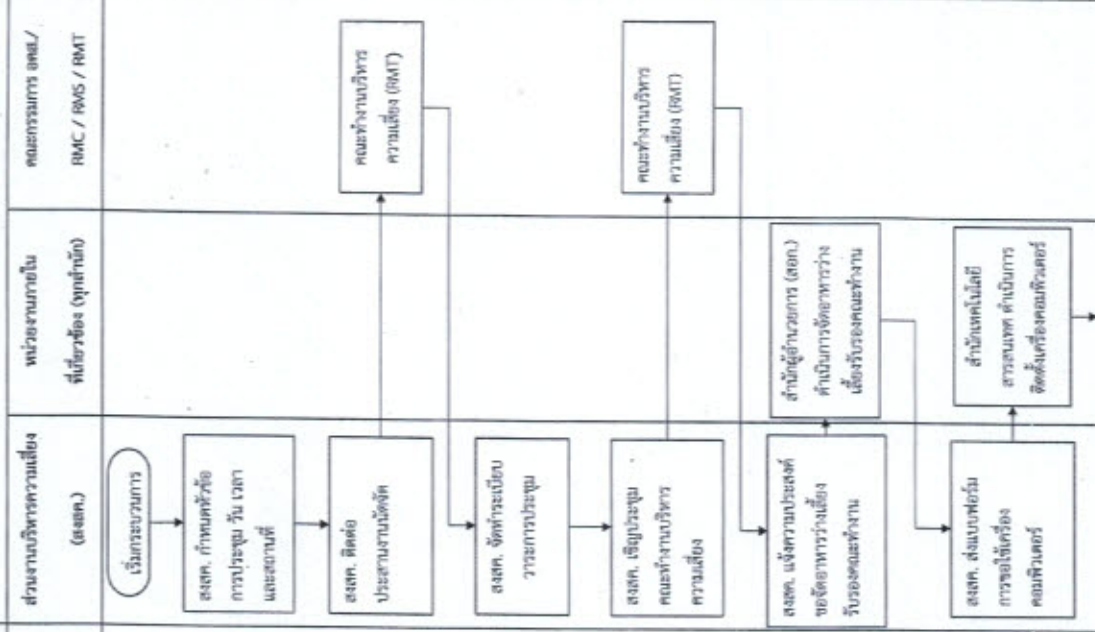 ส่วนงานบริหารความเสี่ยง
(สงสค.)
หน่วยงานภายใน
ที่เกี่ยวข้อง (ทุกสำนัก)
คณะกรรมการ อคส./
RMC / RMS / RMT
เริ่มกระบวนการ
สงสค. กำหนดหัวข้อ
การประชุม วัน เวลา
และสถานที่
สงสค. ติดต่อ
ประสานงานนัดจัด
คณะทำงานบริหาร
ความเสี่ยง (RMT)
สงสค. จัดทำระเบียบ
วาระการประชุม
สงสค. เชิญประชุม
คณะทำงานบริหาร
ความเสี่ยง
คณะทำงานบริหาร
ความเสี่ยง (RMT)
สงสค. แจ้งความประสงค์
ขอจัดอาหารว่างเลี้ยง
รับรองคณะทำงาน
สำนักผู้อำนวยการ (สอก.)
ดำเนินการจัดอาหารว่าง
เลี้ยงรับรองคณะทำงาน
สงสค. ส่งแบบฟอร์ม
การขอใช้เครื่อง
คอมพิวเตอร์
สำนักเทคโนโลยี
สารสนเทศ ดำเนินการ
ติดตั้งเครื่องคอมพิวเตอร์